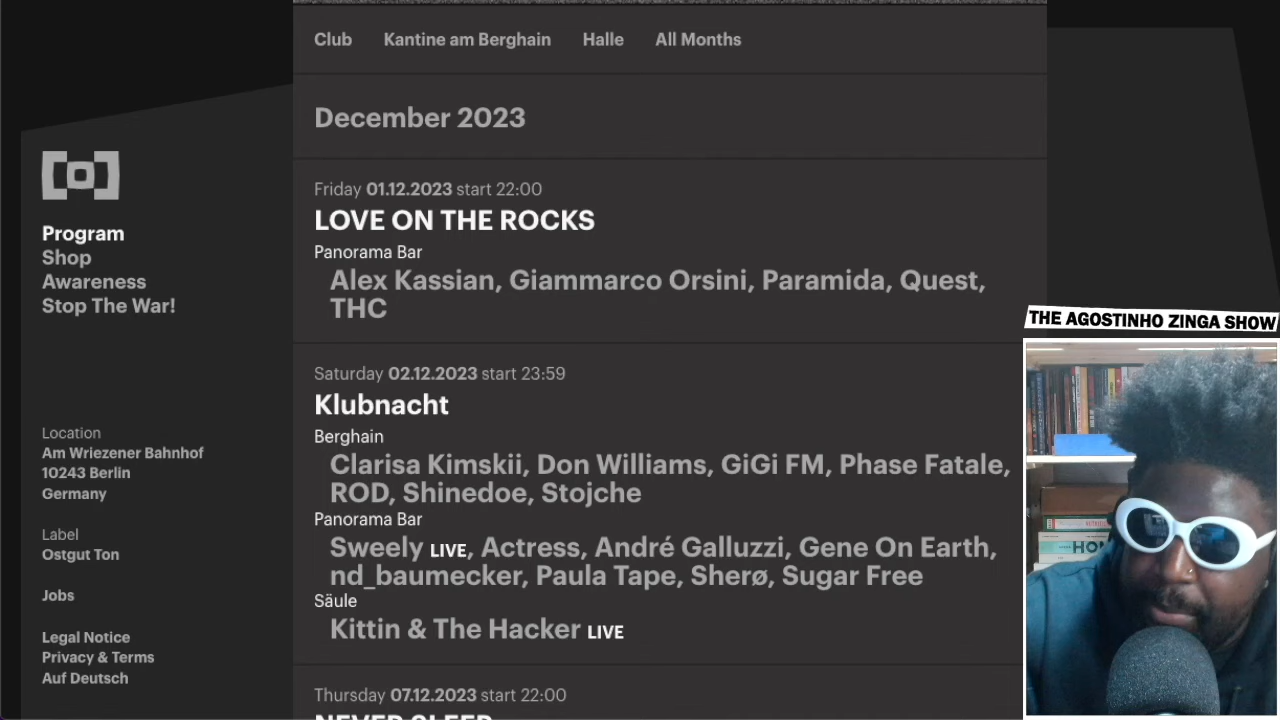 Club Kantine am Berghain Halle All Months
December 2023
Program
Shop
Awareness
Stop The War!
Location
Am Wriezener Bahnhof
10243 Berlin
Germany
Label
Ostgut Ton
Jobs
Legal Notice
Privacy & Terms
Auf Deutsch
Friday 01.12.2023 start 22:00
LOVE ON THE ROCKS
Panorama Bar
Alex Kassian, Giammarco Orsini, Paramida, Quest,
THC
Saturday 02.12.2023 start 23:59
Klubnacht
Berghain
Clarisa Kimskii, Don Williams, GiGi FM, Phase Fatale,
ROD, Shinedoe, Stojche
Panorama Bar
Sweely LIVE, Actress, André Galluzzi, Gene On Earth,
nd_baumecker, Paula Tape, Sherø, Sugar Free
Säule
Kittin & The Hacker LIVE
Thursday 07.12.2023 start 22:00
NEVER SLEEP
THE AGOSTINHO ZINGA SHOW